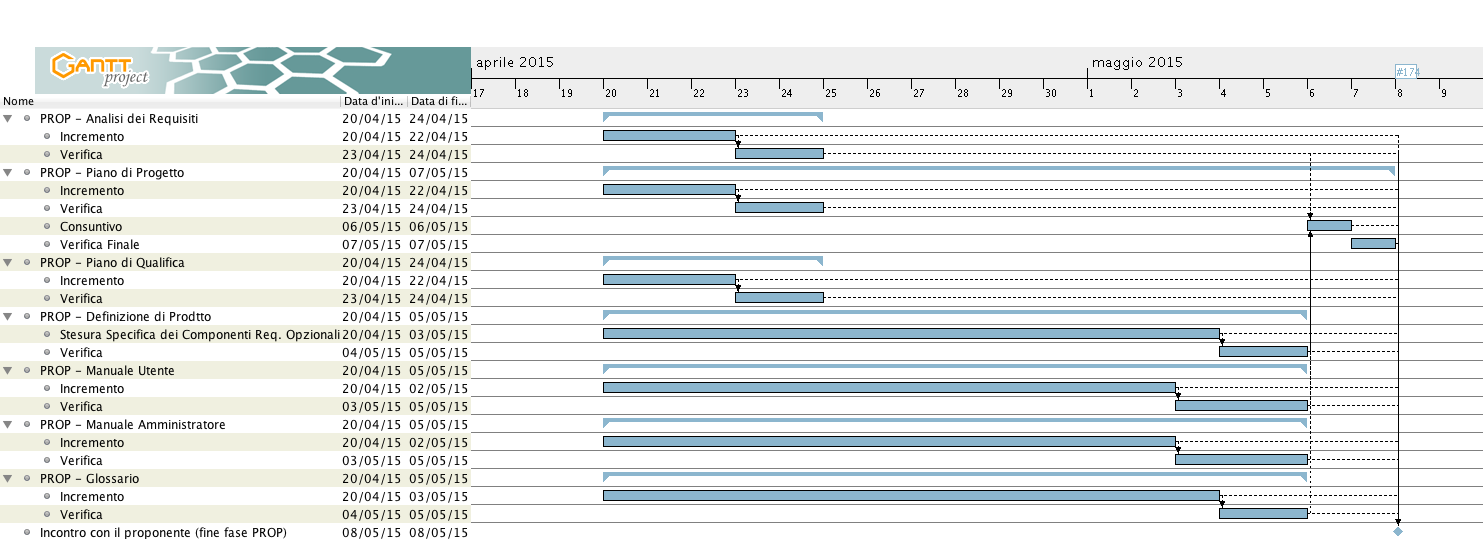 GANTT
project
aprile 2015
maggio 2015
#174
17 18 19 20 21 22 23 24 25 26 27 28 29 30 1 2 3 4 5 6 7 8 9
Nome Data d'ini... Data di fi...
PROP - Analisi dei Requisiti 20/04/15 24/04/15
Incremento 20/04/15 22/04/15
Verifica 23/04/15 24/04/15
PROP - Piano di Progetto 20/04/15 07/05/15
Incremento 20/04/15 22/04/15
Verifica 23/04/15 24/04/15
Consuntivo 06/05/15 06/05/15
Verifica Finale 07/05/15 07/05/15
PROP - Piano di Qualifica 20/04/15 24/04/15
Incremento 20/04/15 22/04/15
Verifica 23/04/15 24/04/15
PROP - Definizione di Prodtto 20/04/15 05/05/15
Stesura Specifica dei Componenti Req. Opzionali 20/04/15 03/05/15
Verifica 04/05/15 05/05/15
PROP - Manuale Utente 20/04/15 05/05/15
Incremento 20/04/15 02/05/15
Verifica 03/05/15 05/05/15
PROP - Manuale Amministratore 20/04/15 05/05/15
Incremento 20/04/15 02/05/15
Verifica 03/05/15 05/05/15
PROP - Glossario 20/04/15 05/05/15
Incremento 20/04/15 03/05/15
Verifica 04/05/15 05/05/15
Incontro con il proponente (fine fase PROP) 08/05/15 08/05/15